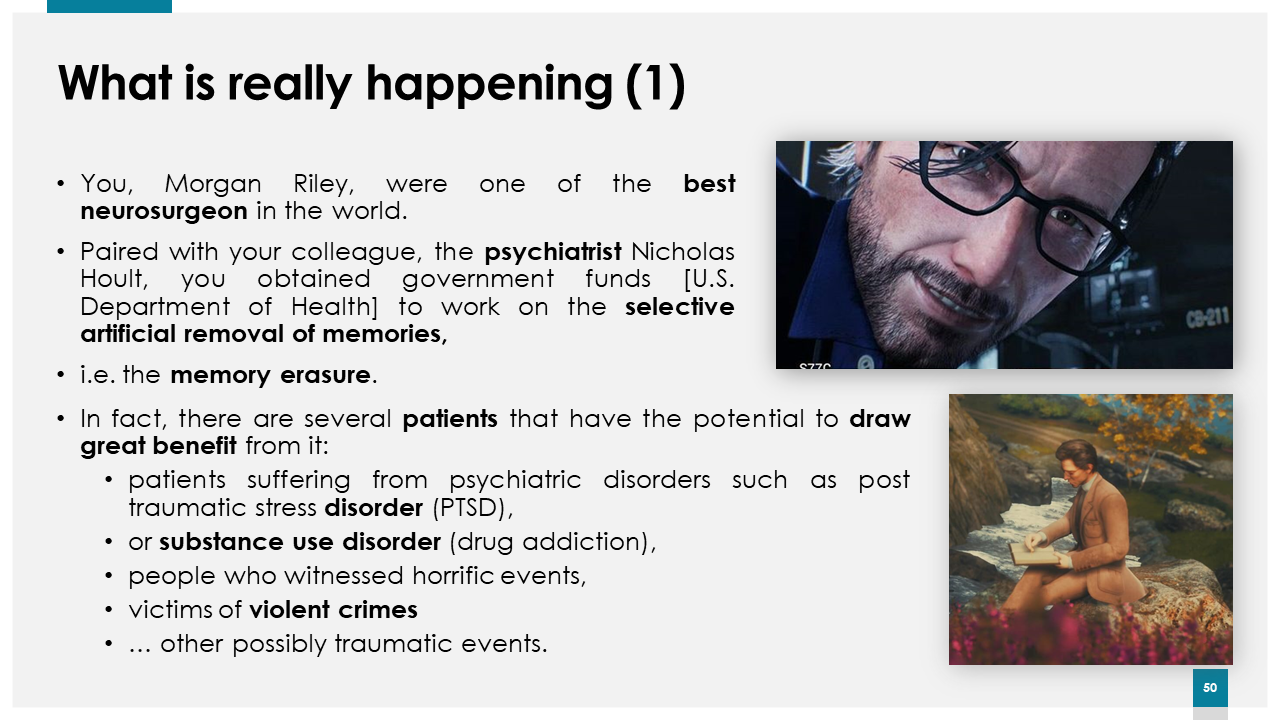 What is really happening (1)
• You, Morgan Riley, were one of the best
neurosurgeon in the world.
• Paired with your colleague, the psychiatrist Nicholas
Hoult, you obtained government funds [U.S.
Department of Health] to work on the selective
artificial removal of memories,
• i.e. the memory erasure.
• In fact, there are several patients that have the potential to draw
great benefit from it:
• patients suffering from psychiatric disorders such as post
traumatic stress disorder (PTSD),
• or substance use disorder (drug addiction),
• people who witnessed horrific events,
• victims of violent crimes
• … other possibly traumatic events.
CB-211
50